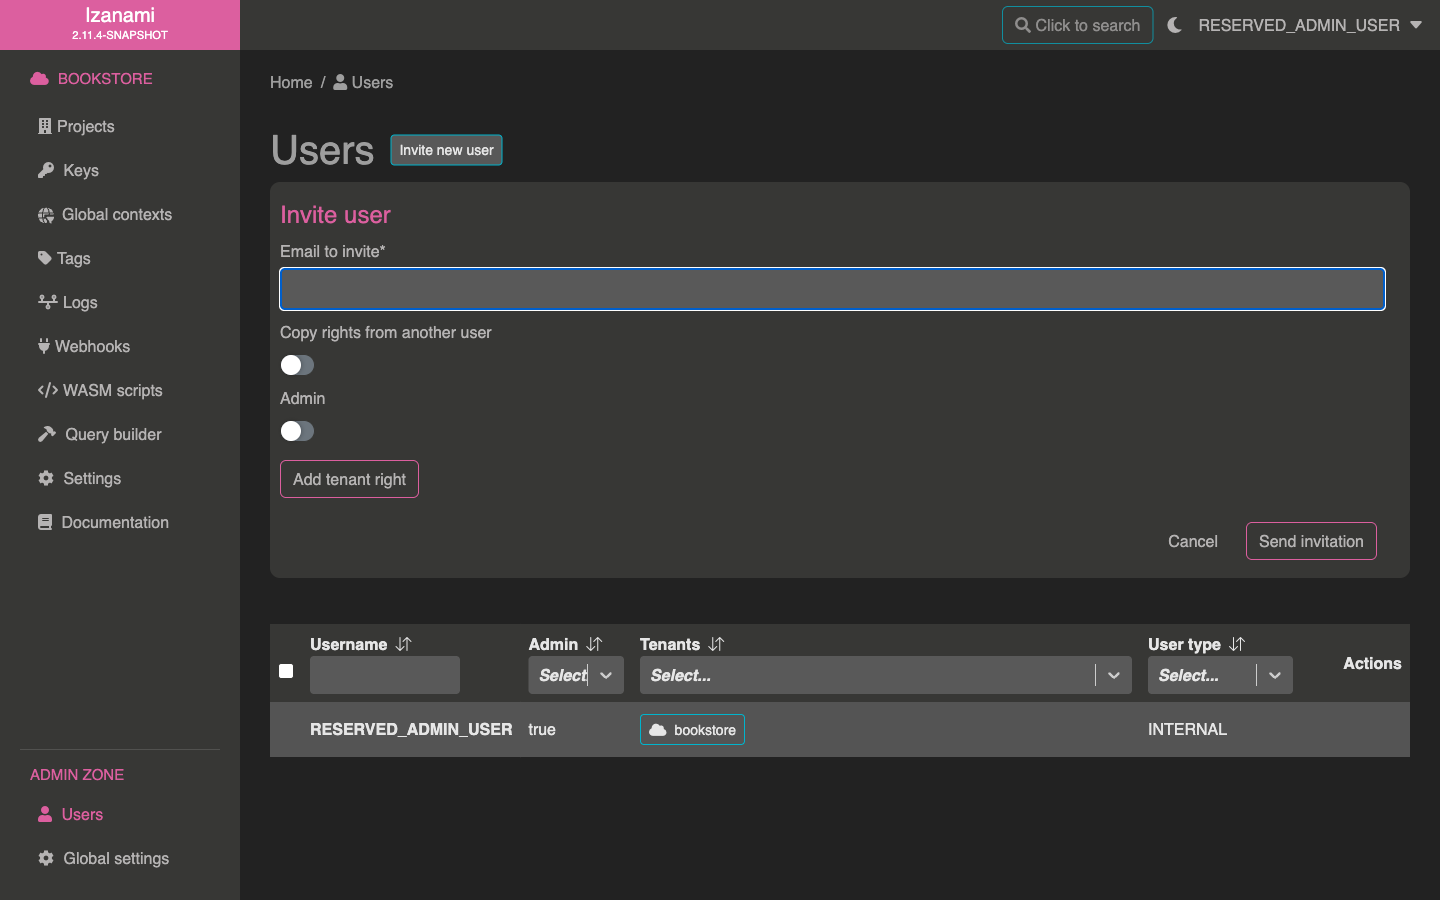 Izanami
2.11.4-SNAPSHOT
Click to search
RESERVED_ADMIN_USER
BOOKSTORE
Projects
Keys
Global contexts
Tags
Logs
Webhooks
WASM scripts
Query builder
Settings
Documentation
ADMIN ZONE
Users
Global settings
Home / Users
Users
Invite new user
Invite user
Email to invite*
Copy rights from another user
Admin
Add tenant right
Cancel
Send invitation
Username Admin Tenants User type Actions
Select Select... Select...
RESERVED_ADMIN_USER true bookstore INTERNAL